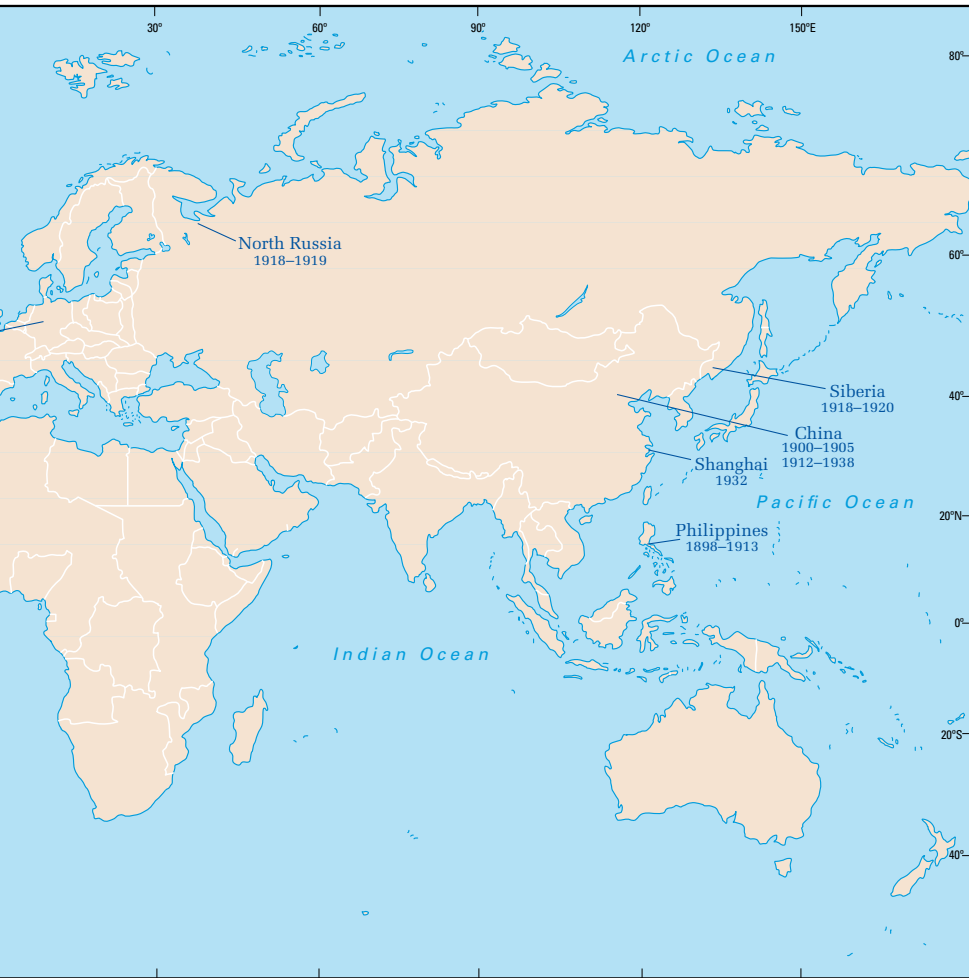 30°
60°
90°
120°
150°E
Arctic Ocean
80°
North Russia
1918–1919
60°
Siberia
1918–1920
40°
China
1900–1905
1912–1938
Shanghai
1932
Pacific Ocean
20°N
Philippines
1898–1913
0°
Indian Ocean
20°S
40°